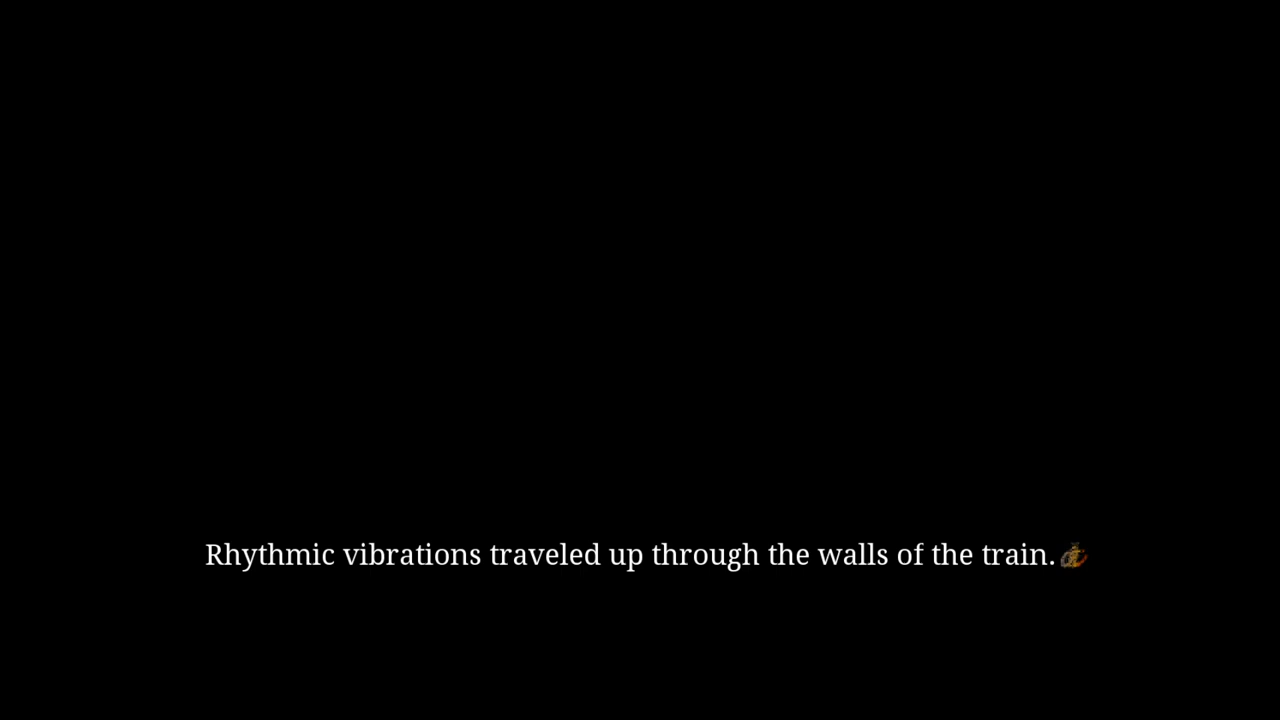 Rhythmic vibrations traveled up through the walls of the train.